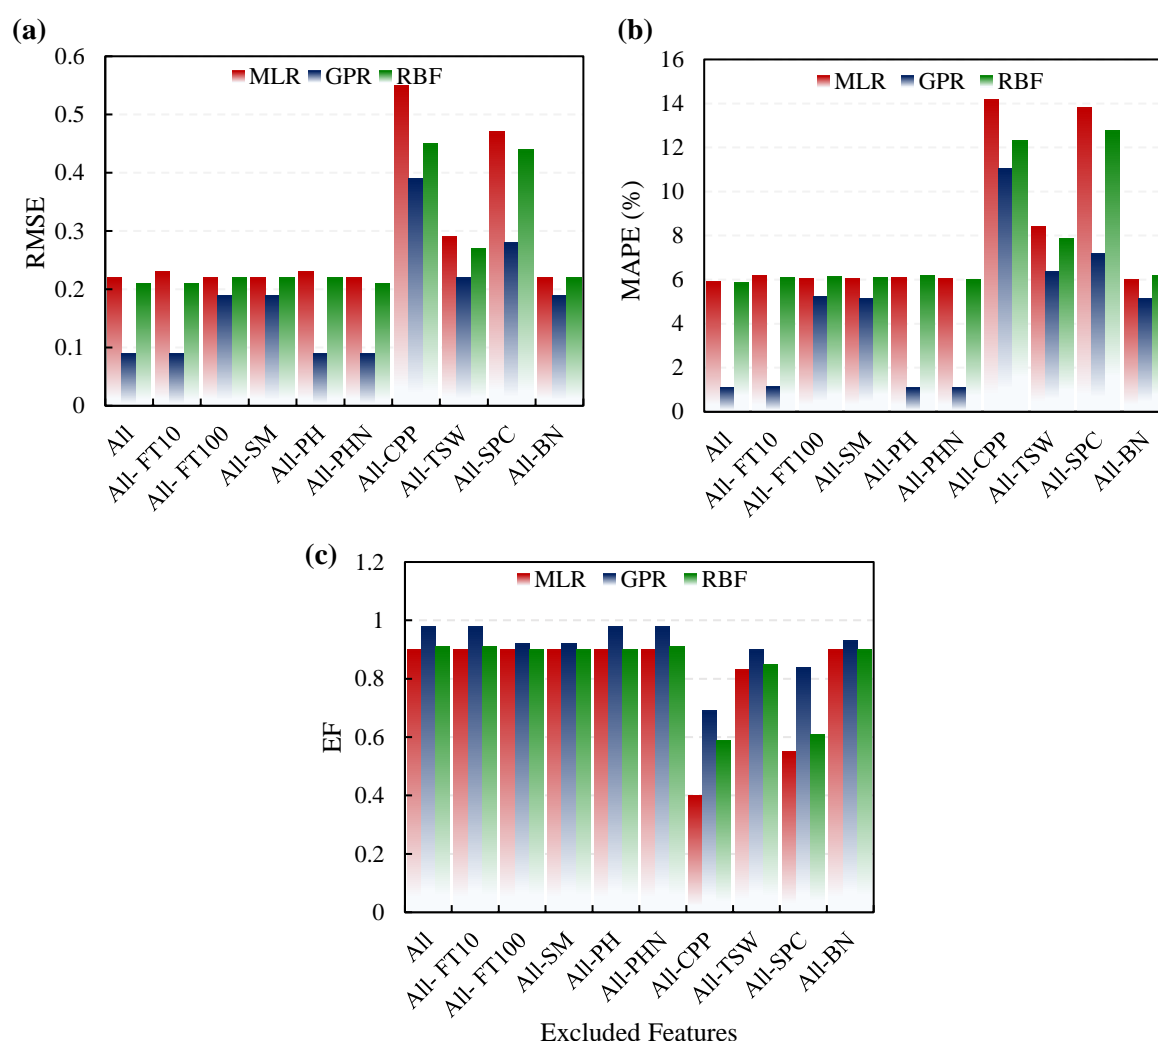 (a)
0.6
0.5
0.4
0.3
0.2
0.1
0
RMSE
MLR GPR RBF
All
All- FT10
All- FT100
All-SM
All-PH
All-PHN
All-CPP
All-TSW
All-SPC
All-BN
(b)
16
14
12
10
8
6
4
2
0
MAPE (%)
MLR GPR RBF
All
All- FT10
All- FT100
All-SM
All-PH
All-PHN
All-CPP
All-TSW
All-SPC
All-BN
(c)
1.2
1
0.8
0.6
0.4
0.2
0
EF
MLR GPR RBF
All
All- FT10
All- FT100
All-SM
All-PH
All-PHN
All-CPP
All-TSW
All-SPC
All-BN
Excluded Features